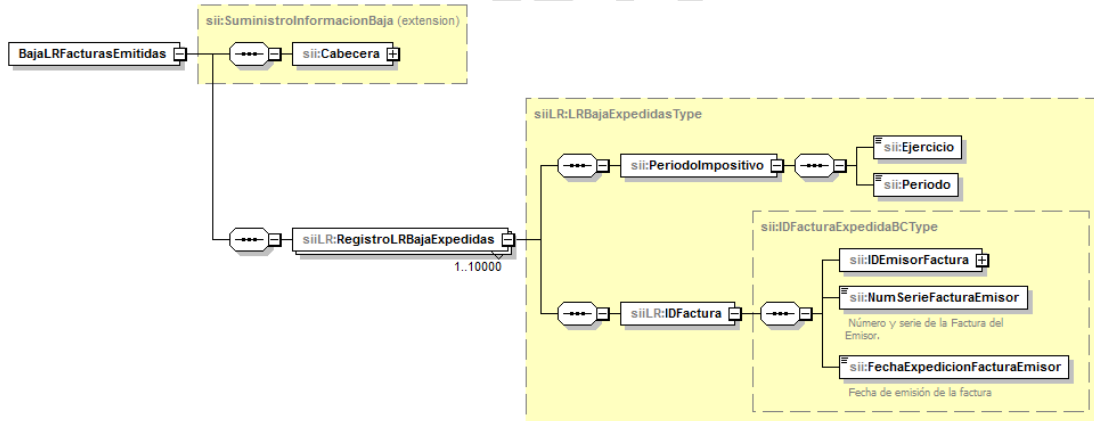 sii:SuministroInformacionBaja (extension)
BajaLRFacturasEmitidas
sii:Cabecera
siiLR:LRBajaExpedidasType
sii:Ejercicio
sii:PeriodoImpositivo
sii:Periodo
sii:IDFacturaExpedidaBCType
siiLR:RegistroLRBajaExpedidas
1..10000
sii:IDEmisorFactura
sii:NumSerieFacturaEmisor
siiLR:IDFactura
Número y serie de la Factura del
Emisor.
sii:FechaExpedicionFacturaEmisor
Fecha de emisión de la factura